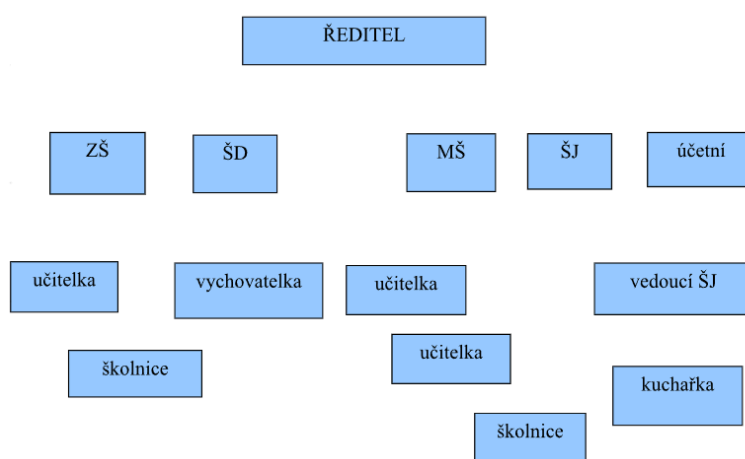 ŘEDITEL
ZŠ
ŠD
MŠ
ŠJ
účetní
učitelka
vychovatelka
učitelka
vedoucí ŠJ
učitelka
školnice
kuchařka
školnice